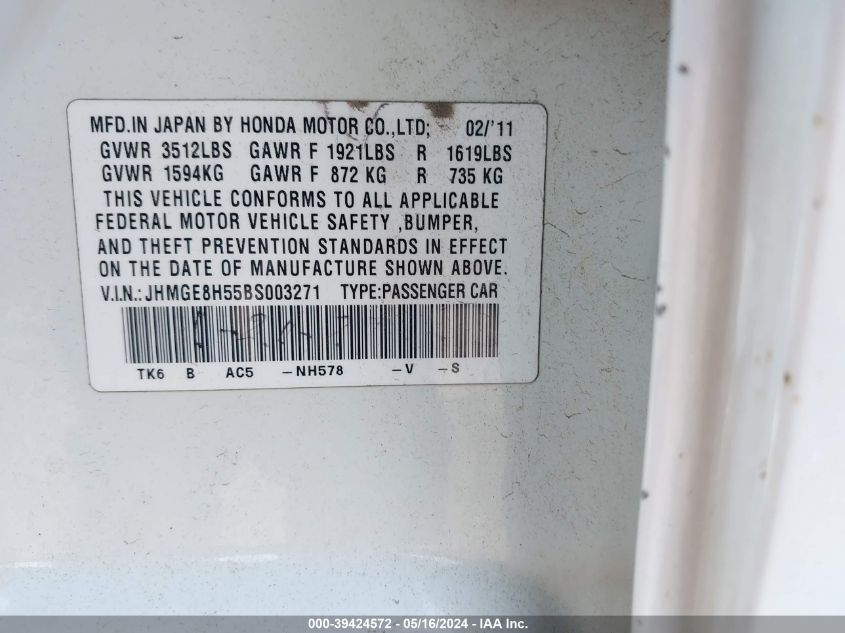 MFD.IN JAPAN BY HONDA MOTOR CO.,LTD; 02/'11
GVWR 3512LBS GAWR F 1921LBS R 1619LBS
GVWR 1594KG GAWR F 872 KG R 735 KG
THIS VEHICLE CONFORMS TO ALL APPLICABLE
FEDERAL MOTOR VEHICLE SAFETY ,BUMPER,
AND THEFT PREVENTION STANDARDS IN EFFECT
ON THE DATE OF MANUFACTURE SHOWN ABOVE.
V.I.N.: JHMGE8H55BS003271 TYPE:PASSENGER CAR
TK6 B AC5 -NH578 -V -S
000-39424572 / 05/16/2024 - IAA Inc.